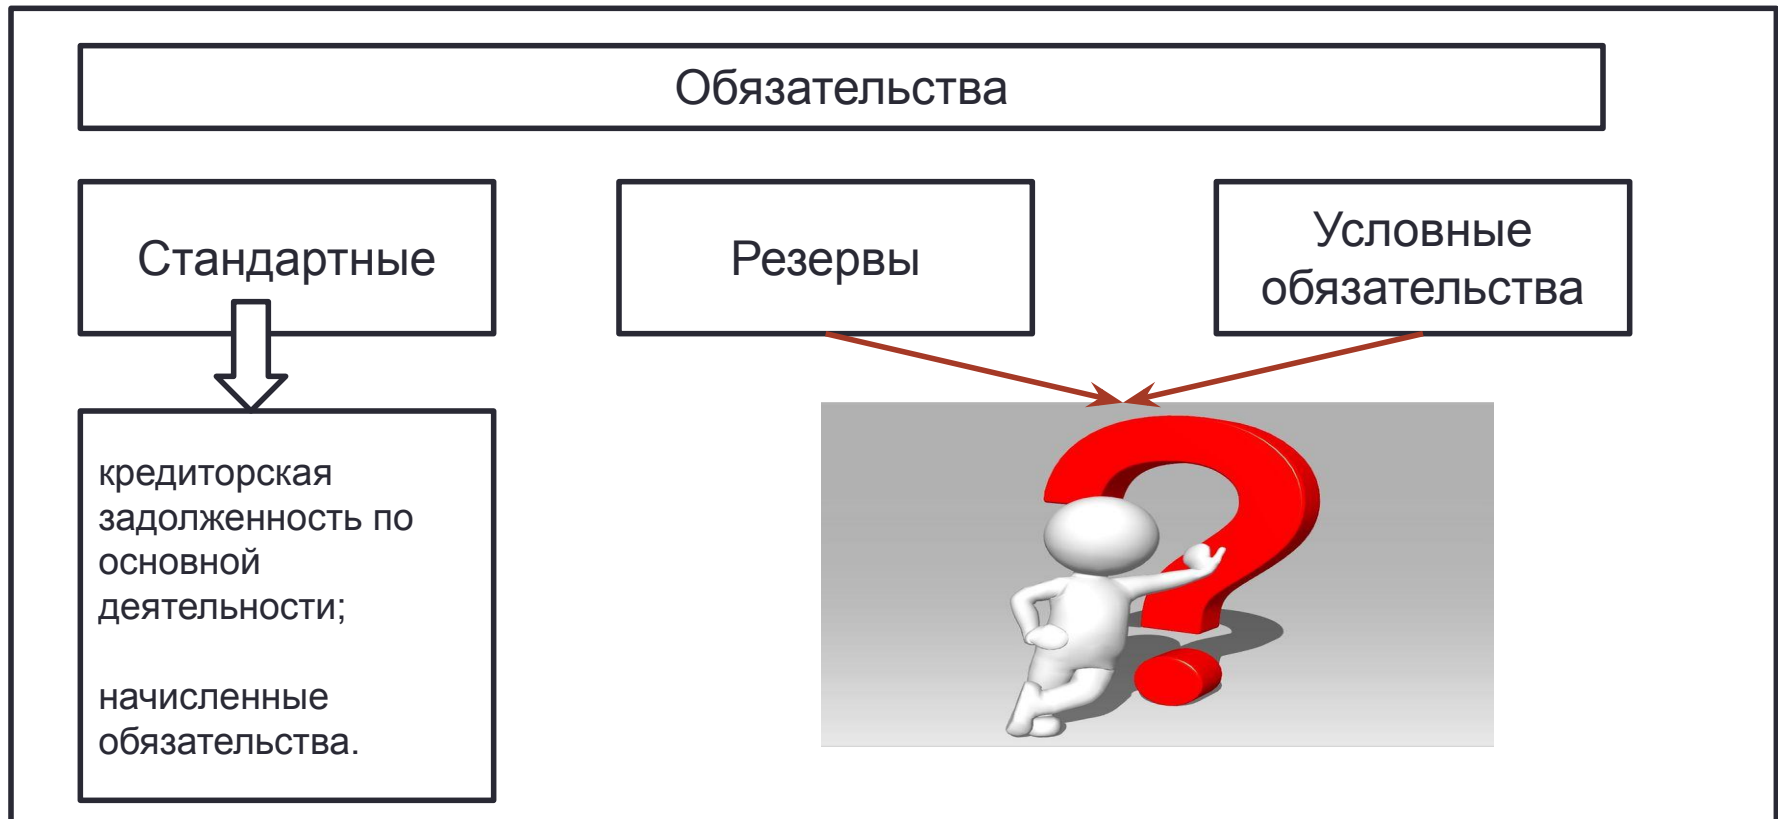 Обязательства
Стандартные
Резервы
Условные
обязательства
кредиторская
задолженность по
основной
деятельности;
начисленные
обязательства.